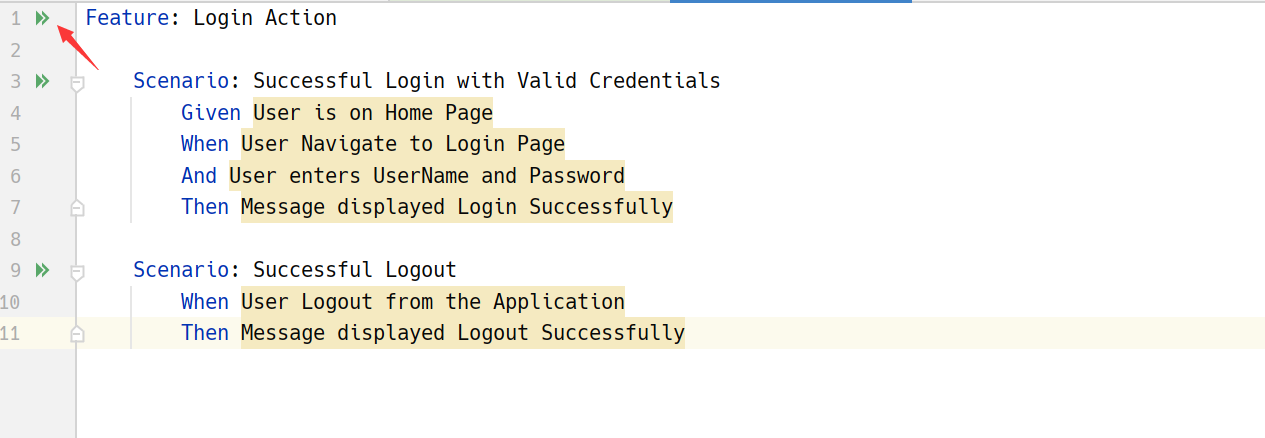 1 Feature: Login Action
2
3 Scenario: Successful Login with Valid Credentials
4 Given User is on Home Page
5 When User Navigate to Login Page
6 And User enters UserName and Password
7 Then Message displayed Login Successfully
8
9 Scenario: Successful Logout
10 When User Logout from the Application
11 Then Message displayed Logout Successfully